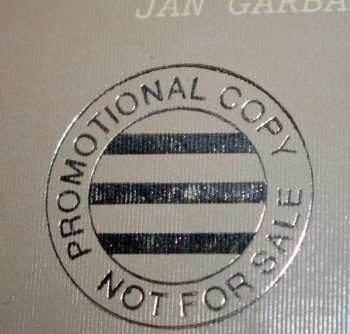 JAN GARBA
PROMOTIONAL COPY
NOT FOR SALE